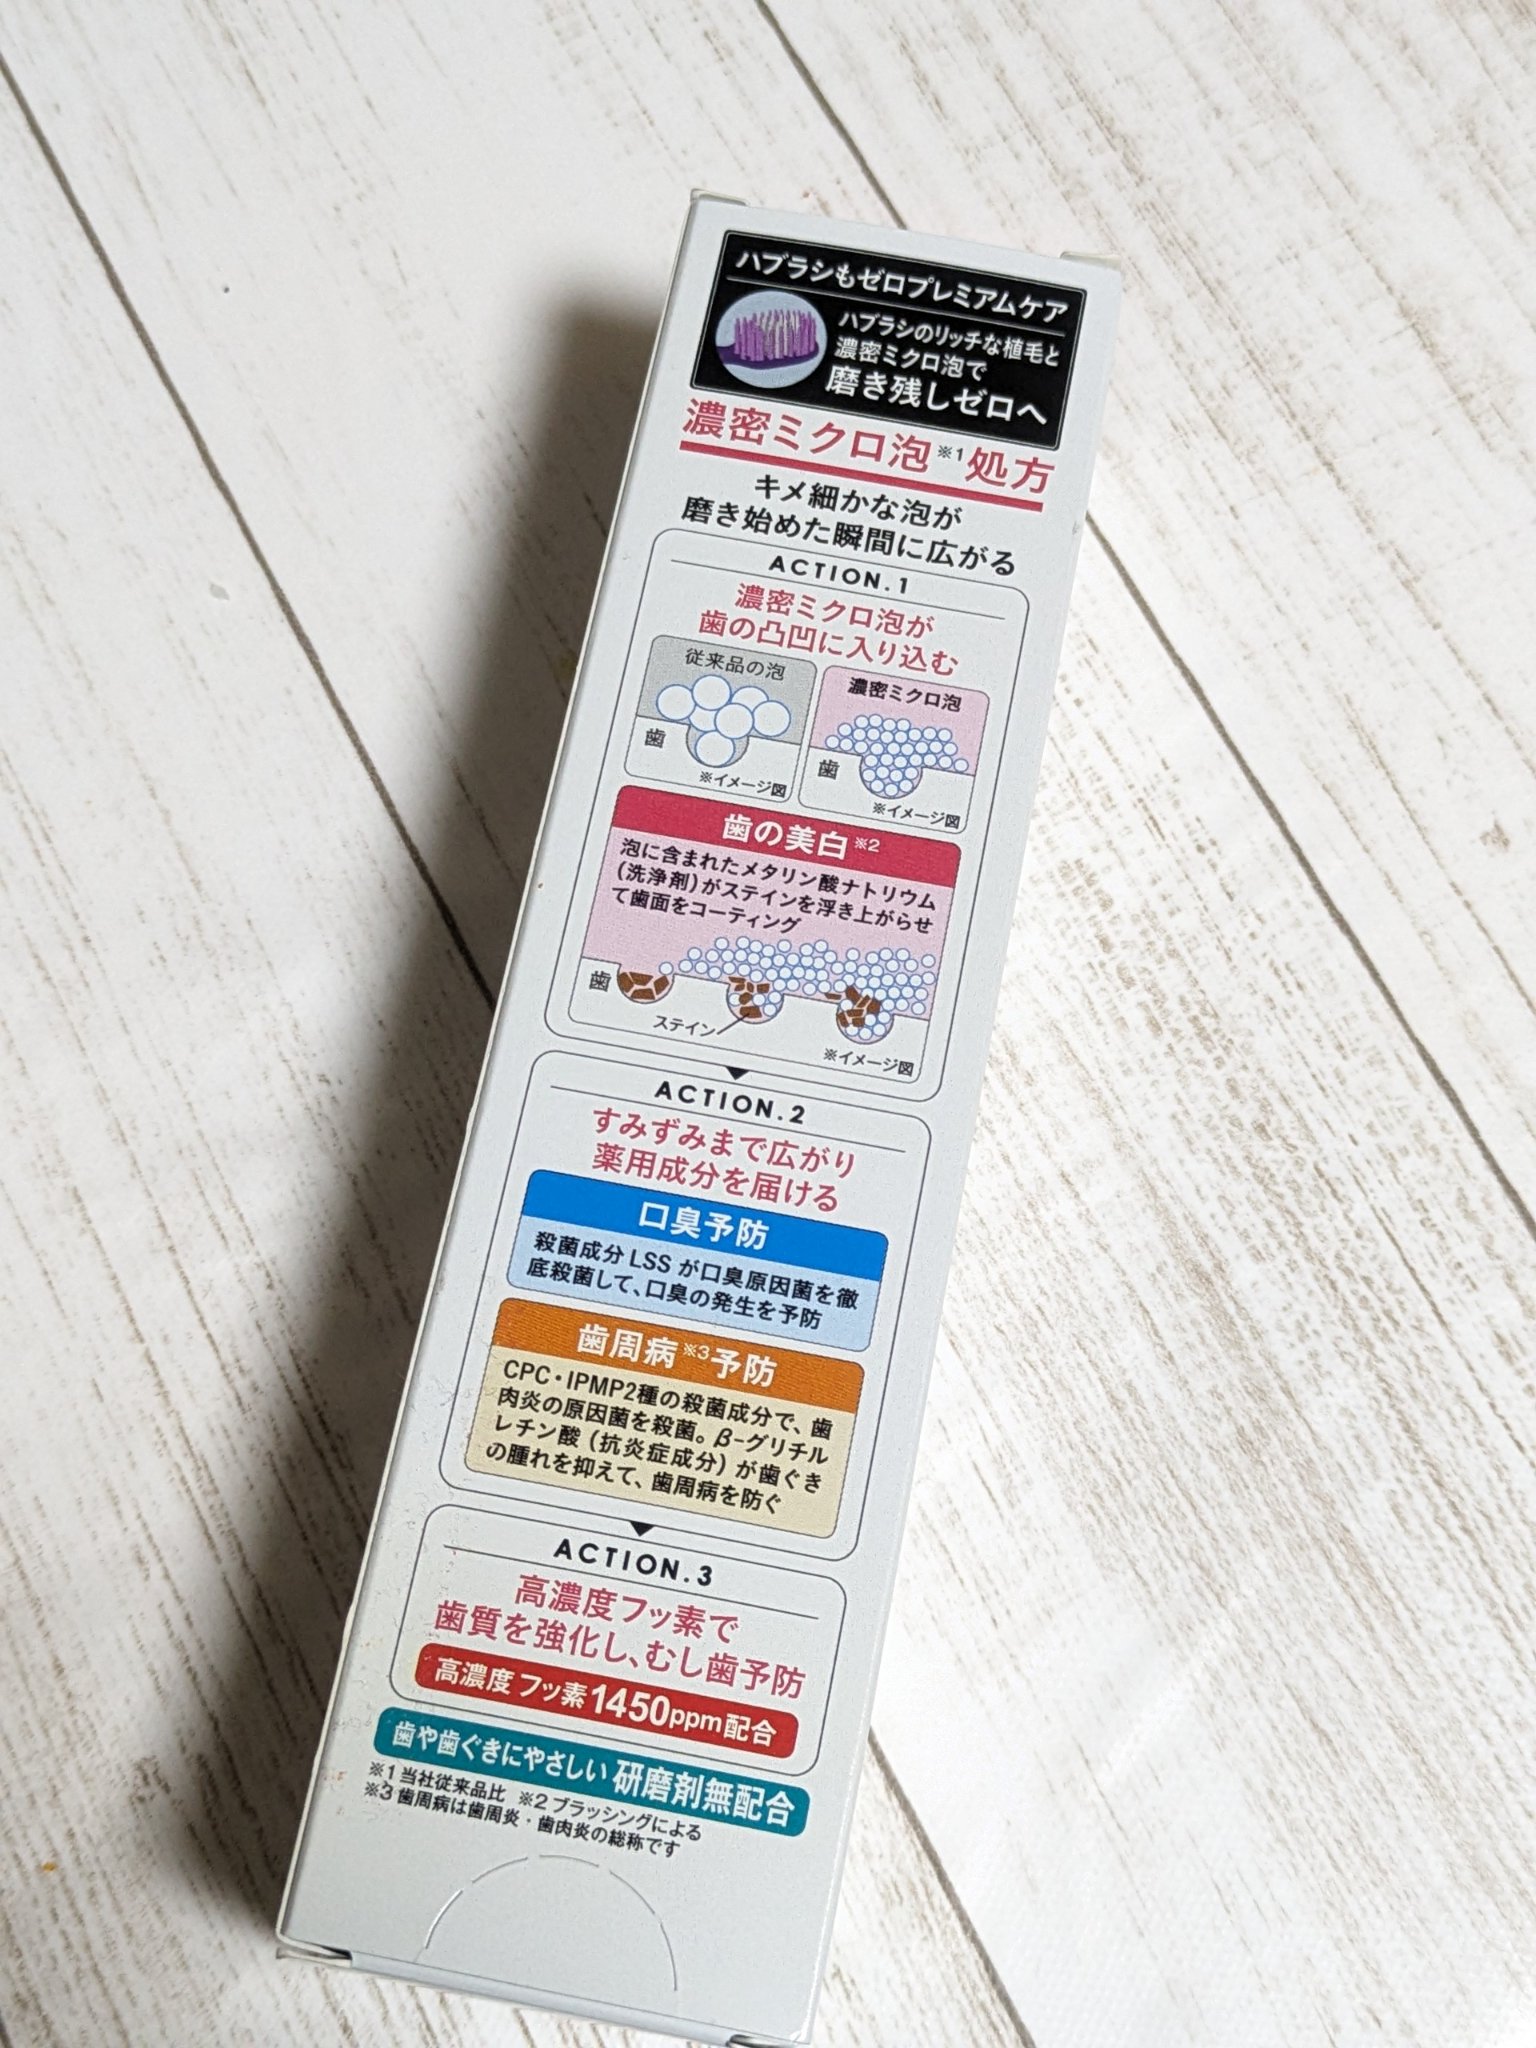 ハブラシもゼロプレミアムケア
ハブラシのリッチな植毛と
濃密ミクロ泡で
磨き残しゼロへ
濃密ミクロ泡※1処方
キメ細かな泡が
磨き始めた瞬間に広がる
ACTION.1
濃密ミクロ泡が
歯の凸凹に入り込む
従来品の泡
歯
※イメージ図
濃密ミクロ泡
歯
※イメージ図
歯の美白※2
泡に含まれたメタリン酸ナトリウム
(洗浄剤)がステインを浮き上がらせ
て歯面をコーティング
歯
ステイン
※イメージ図
ACTION.2
すみずみまで広がり
薬用成分を届ける
口臭予防
殺菌成分 LSS が口臭原因菌を徹
底殺菌して、口臭の発生を予防
歯周病※3予防
CPC・IPMP2種の殺菌成分で、歯
肉炎の原因菌を殺菌。β-グリチル
レチン酸(抗炎症成分)が歯ぐき
の腫れを抑えて、歯周病を防ぐ
ACTION.3
高濃度フッ素で
歯質を強化し、むし歯予防
高濃度フッ素1450ppm配合
歯や歯ぐきにやさしい 研磨剤無配合
※1 当社従来品比 ※2 ブラッシングによる
※3 歯周病は歯周炎・歯肉炎の総称です